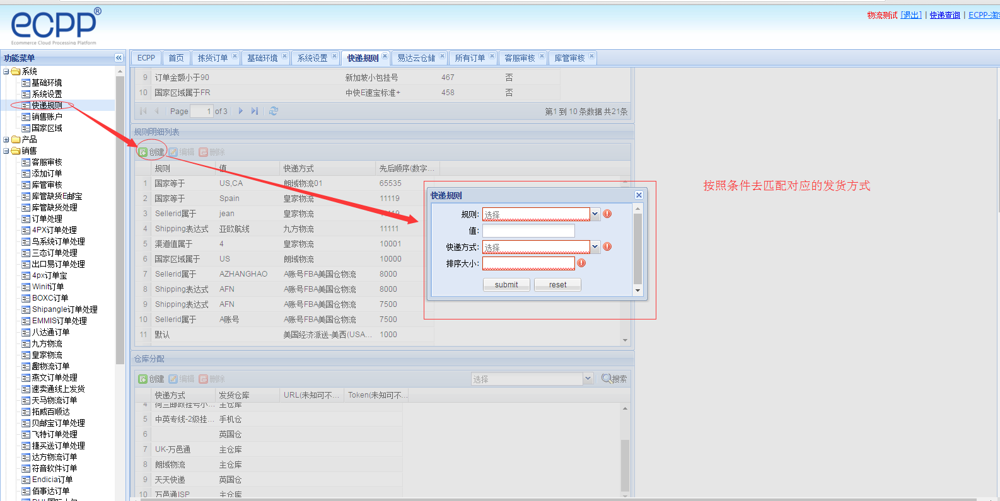 ecpp®
Ecommerce Cloud Processing Platform
物流测试 [退出] | 快递查询 | ECPP-淘
功能菜单
系统
基础环境
系统设置
快递规则
销售账户
国家区域
产品
销售
客服审核
添加订单
库管审核
库管缺货E邮宝
库管缺货处理
订单处理
4PX订单处理
鸟系统订单处理
三态订单处理
出口易订单处理
4px订单宝
Winit订单
BOXC订单
Shipangle订单处理
EMMIS订单处理
八达通订单
九方物流
皇家物流
趣物流订单
燕文订单处理
速卖通线上发货
天马物流订单
拓威百顺达
贝邮宝订单处理
飞特订单处理
捷买送订单处理
达方物流订单
符音软件订单
Endicia订单
佰事达订单
ECPP 首页 拣货订单 基础环境 系统设置 快递规则 易达云仓储 所有订单 客服审核 库管审核
9 订单金额小于90 新加坡小包挂号 467 否
10 国家区域属于FR 中快E速宝标准+ 458 否
Page 1 of 3 第1 到 10 条数据 共21条
规则明细列表
创建 编辑 删除
规则 值 快递方式 先后顺序(数字...
1 国家等于 US,CA 朗域物流01 65535
2 国家等于 Spain 皇家物流 11119
3 Sellerid属于 jean 皇家物流
4 Shipping表达式 亚欧航线 九方物流 11111
5 渠道值属于 4 皇家物流 10001
6 国家区域属于 US 朗域物流 10000
7 Sellerid属于 AZHANGHAO A账号FBA美国仓物流 8000
8 Shipping表达式 AFN A账号FBA美国仓物流 8000
9 Shipping表达式 AFN A账号FBA美国仓物流 7500
10 Sellerid属于 A账号 A账号FBA美国仓物流 7500
11 默认 美国经济派送-美西(USA... 1000
快递规则
规则: 选择
值:
快递方式: 选择
排序大小:
submit reset
按照条件去匹配对应的发货方式
仓库分配
创建 编辑 删除 选择 搜索
快递方式 发货仓库 URL(未知可不... Token(未知可不...
4 荷兰邮政挂号小... 主仓库
5 中英专线-2级挂... 手机仓
6 英国仓
7 UK-万邑通 主仓库
8 朗域物流 主仓库
9 天天快递 英国仓
10 万邑通ISP 主仓库